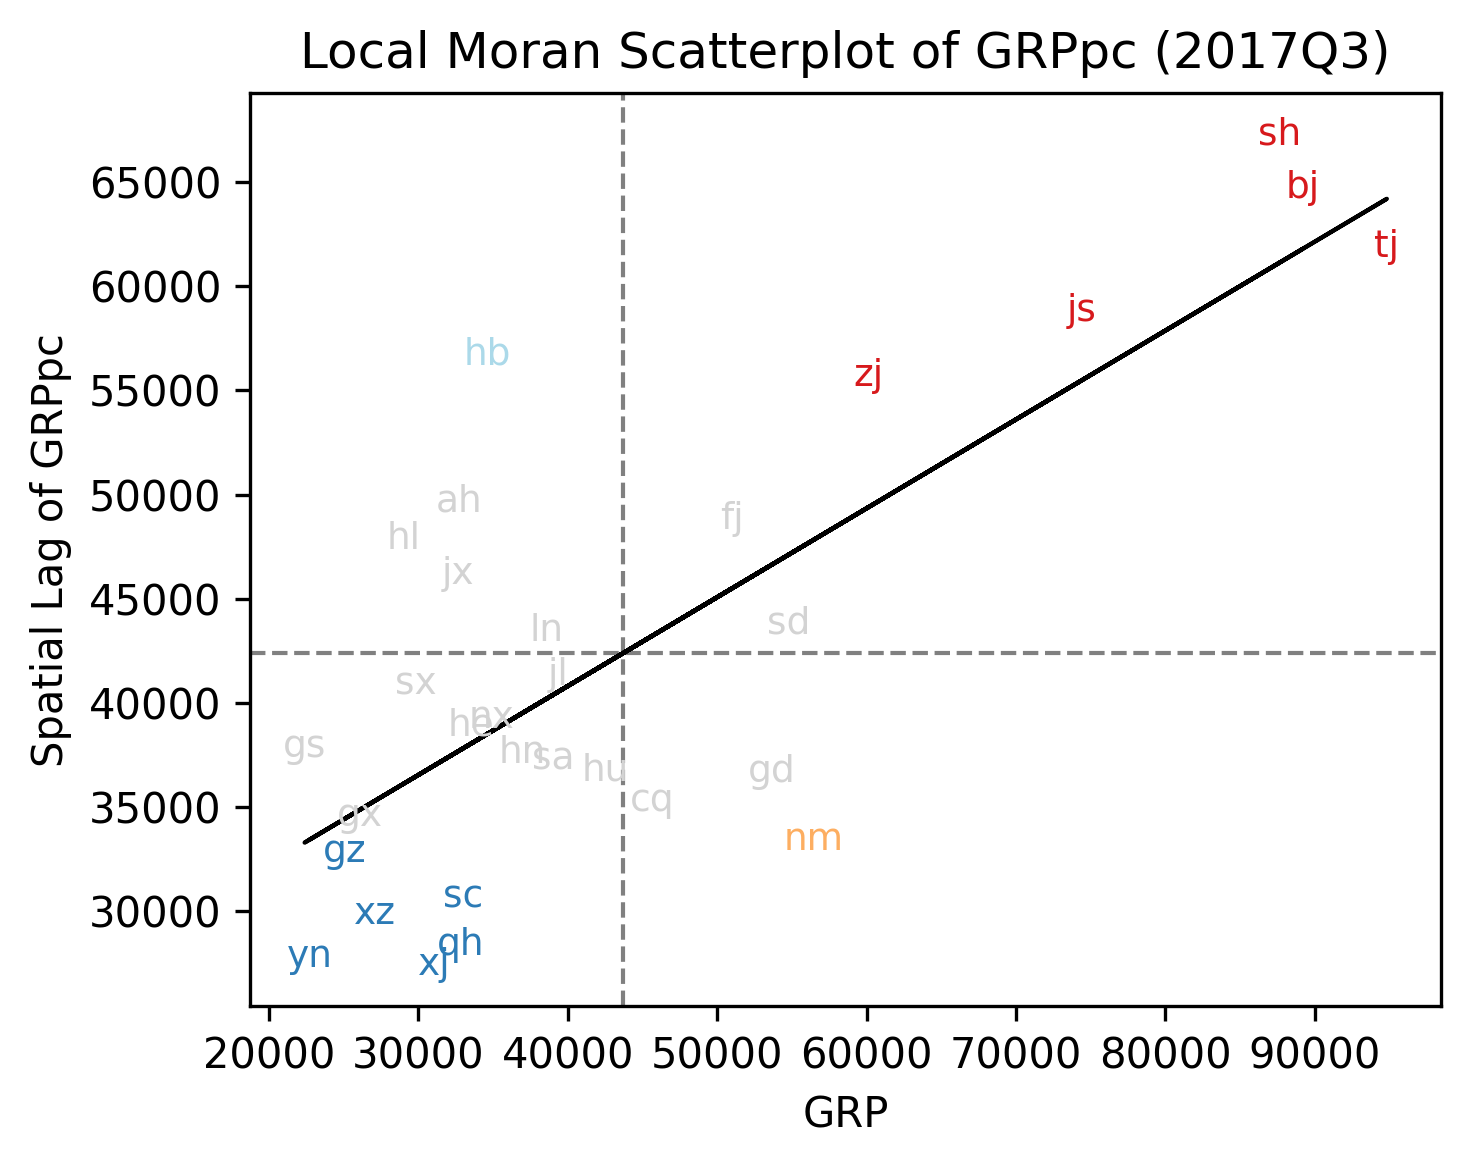 Local Moran Scatterplot of GRPpc (2017Q3)
Spatial Lag of GRPpc
65000
60000
55000
50000
45000
40000
35000
30000
sh
bj
tj
js
hb
zj
ah
fj
hl
jx
ln
sd
jl
sx
nx
he
gs
hn
sa
hu
gd
cq
gx
nm
gz
sc
xz
qh
yn
xj
20000 30000 40000 50000 60000 70000 80000 90000
GRP